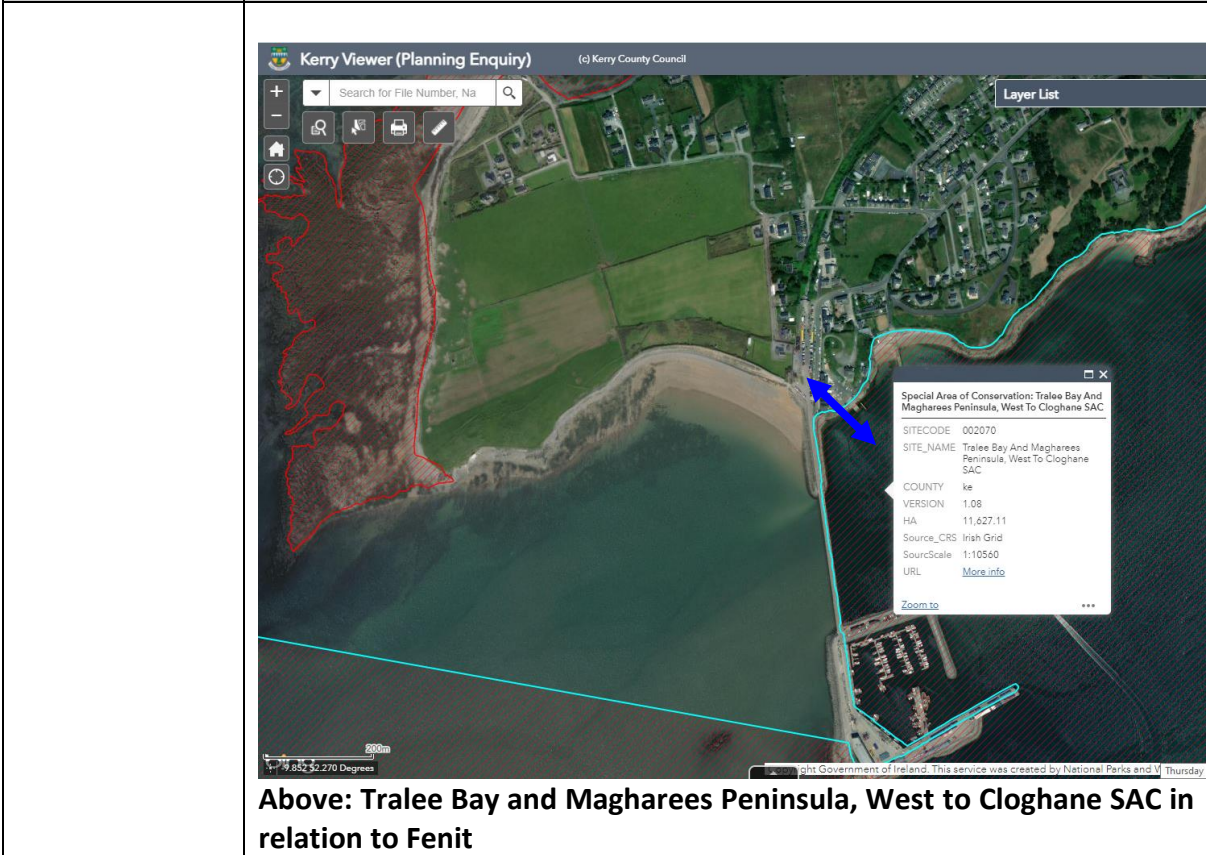 Kerry Viewer (Planning Enquiry) (c) Kerry County Council
Search for File Number, Na
Layer List
Special Area of Conservation: Tralee Bay And
Magharees Peninsula, West To Cloghane SAC
SITECODE 002070
SITE_NAME Tralee Bay And Magharees
Peninsula, West To Cloghane
SAC
COUNTY ke
VERSION 1.08
HA 11,627.11
Source_CRS Irish Grid
SourcScale 1:10560
URL More info
Zoom to
200m
-9.852 52.270 Degrees
ight Government of Ireland. This service was created by National Parks and W
Thursday
Above: Tralee Bay and Magharees Peninsula, West to Cloghane SAC in
relation to Fenit